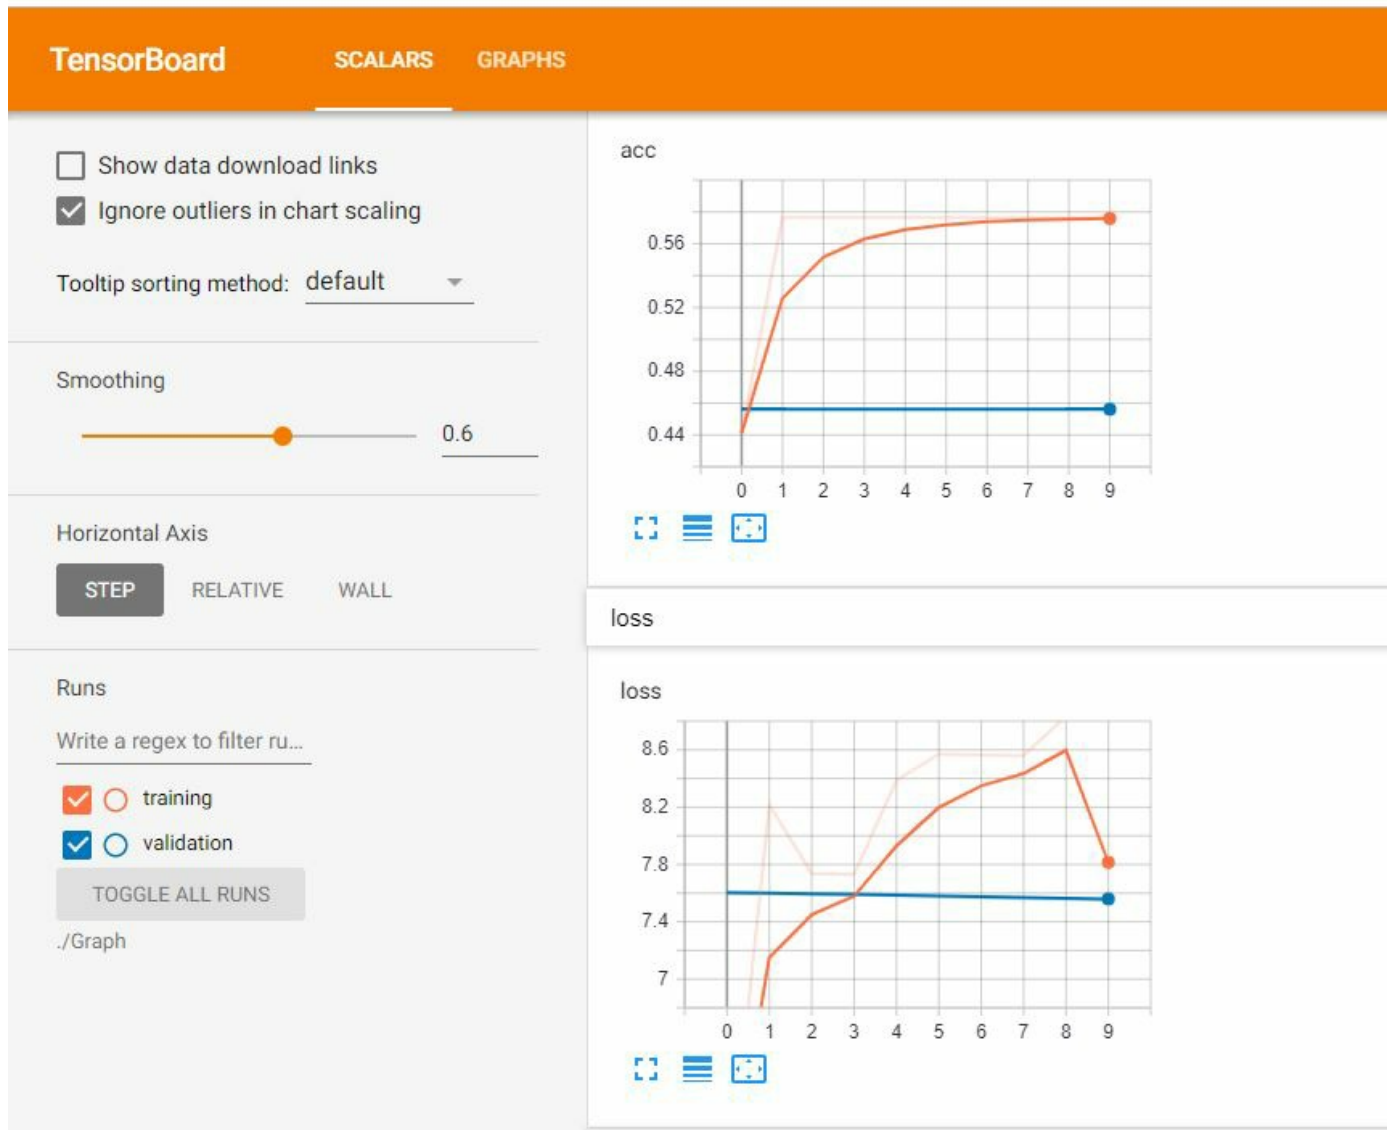 TensorBoard SCALARS GRAPHS
Show data download links
Ignore outliers in chart scaling
Tooltip sorting method: default
Smoothing
0.6
Horizontal Axis
STEP RELATIVE WALL
Runs
Write a regex to filter ru...
training
validation
TOGGLE ALL RUNS
./Graph
acc
0.56
0.52
0.48
0.44
0 1 2 3 4 5 6 7 8 9
loss
loss
8.6
8.2
7.8
7.4
7
0 1 2 3 4 5 6 7 8 9